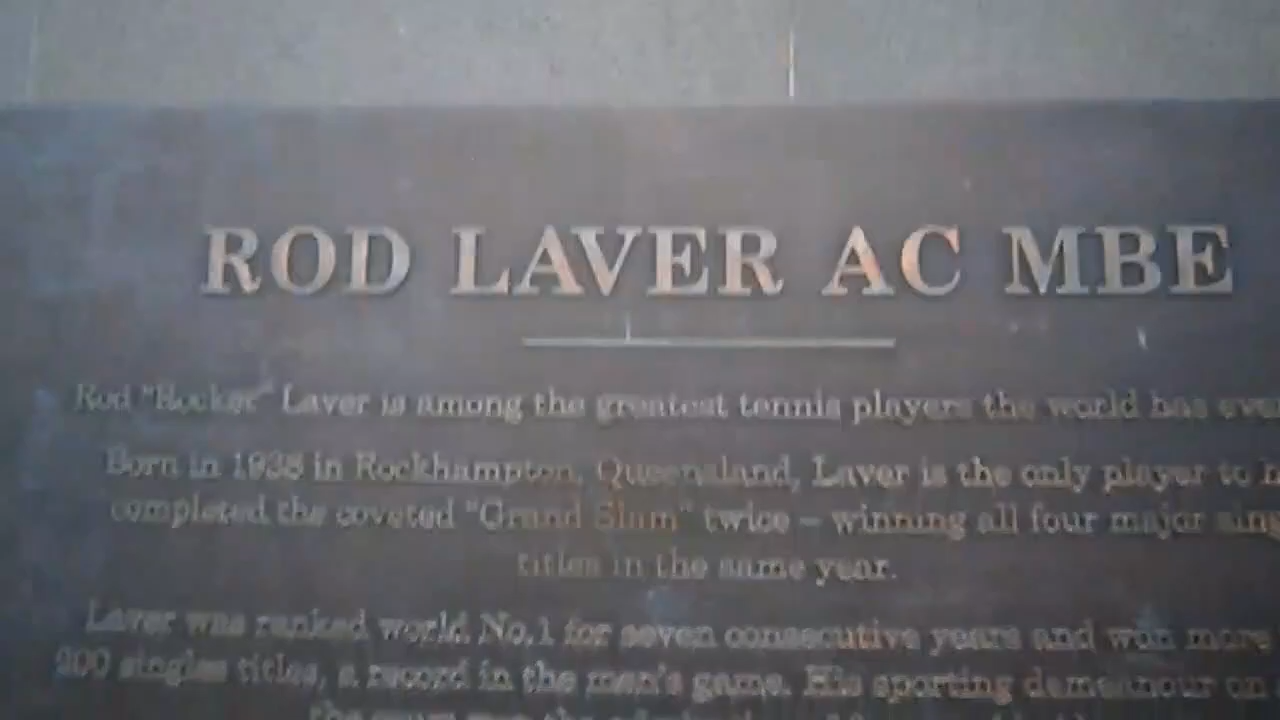 ROD LAVER AC MBE
Rod "Rocket" Laver is among the greatest tennis players the world has ever
Born in 1938 in Rockhampton, Queensland, Laver is the only player to
completed the coveted "Grand Slam" twice – winning all four major
titles in the same year.
Laver was ranked world No.1 for seven consecutive years and won more
200 singles titles, a record in the men's game. His sporting demeanour on